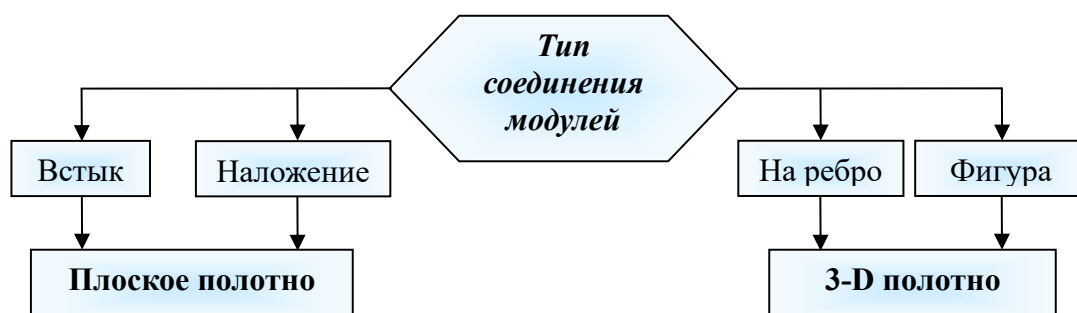 Тип
соединения
модулей
Встык
Наложение
На ребро
Фигура
Плоское полотно
3-D полотно